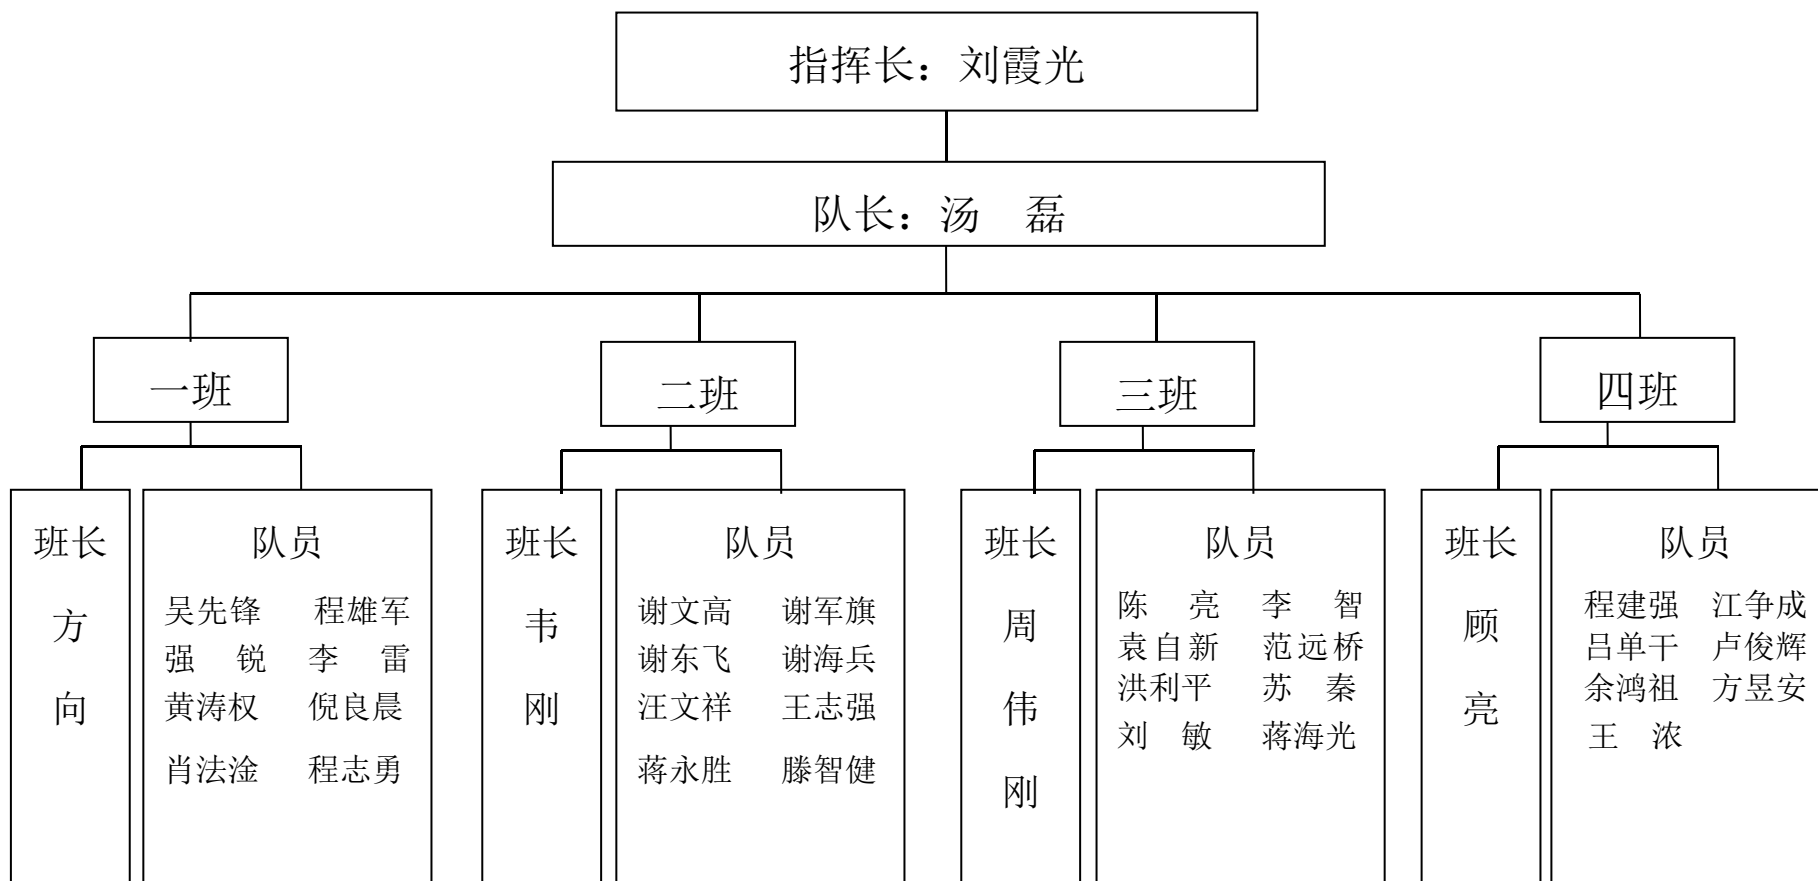 指挥长：刘霞光
队长：汤 磊
一班
二班
三班
四班
班长
方
向
队员
吴先锋 程雄军
强 锐 李 雷
黄涛权 倪良晨
肖法淦 程志勇
班长
韦
刚
队员
谢文高 谢军旗
谢东飞 谢海兵
汪文祥 王志强
蒋永胜 滕智健
班长
周
伟
刚
队员
陈 亮 李 智
袁自新 范远桥
洪利平 苏 秦
刘 敏 蒋海光
班长
顾
亮
队员
程建强 江争成
吕单干 卢俊辉
余鸿祖 方昱安
王 浓